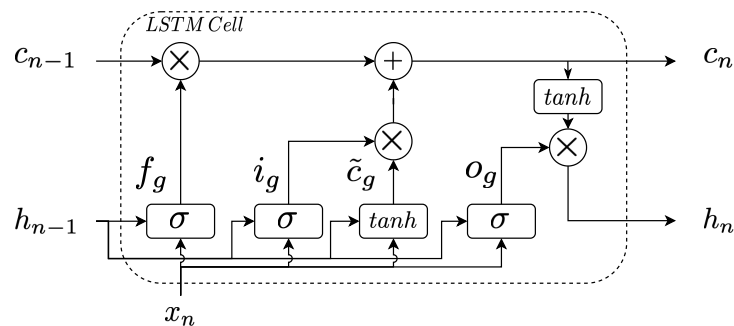 LSTM Cell
c_{n-1}
×
+
c_n
tanh
×
×
f_g
i_g
c̃_g
o_g
h_{n-1}
σ
σ
tanh
σ
h_n
x_n